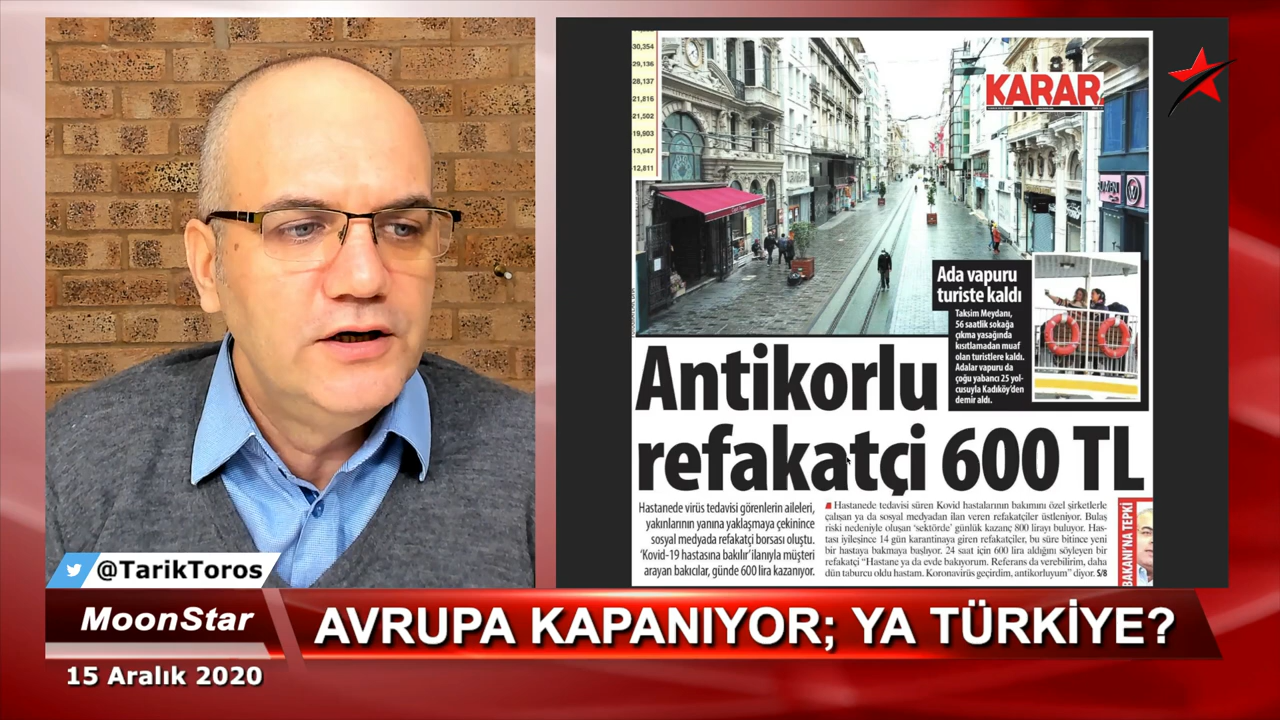 30,354
29,136
28,137
21,816
21,502
19,903
13,947
12,811
KARAR
Ada vapuru
turiste kaldı
Taksim Meydanı,
56 saatlik sokağa
çıkma yasağında
kısıtlamadan muaf
olan turistlere kaldı.
Adalar vapuru da
çoğu yabancı 25 yol-
cusuyla Kadıköy'den
demir aldı.
Antikorlu
refakatçi 600 TL
Hastanede virüs tedavisi görenlerin aileleri,
yakınlarının yanına yaklaşmaya çekinince
sosyal medyada refakatçi borsası oluştu.
'Kovid-19 hastasına bakılır' ilanıyla müşteri
arayan bakıcılar, günde 600 lira kazanıyor.
Hastanede tedavisi süren Kovid hastalarının bakımını özel şirketlerle
çalışan ya da sosyal medyadan ilan veren refakatçiler üstleniyor. Bulaş
riski nedeniyle oluşan 'sektörde' günlük kazanç 800 lirayı buluyor. Has-
ta iyileşince 14 gün karantinaya giren refakatçiler, bu süre bitince yeni
bir hastaya bakmaya başlıyor. 24 saat için 600 lira aldığını söyleyen bir
refakatçi "Hastane ya da evde bakıyorum. Referans da verebilirim, daha
dün taburcu oldu hastam. Koronavirüs geçirdim, antikorluyum" diyor. S/8
BAKANI'NA TEPKİ
@TarikToros
MoonStar
AVRUPA KAPANIYOR; YA TÜRKİYE?
15 Aralık 2020